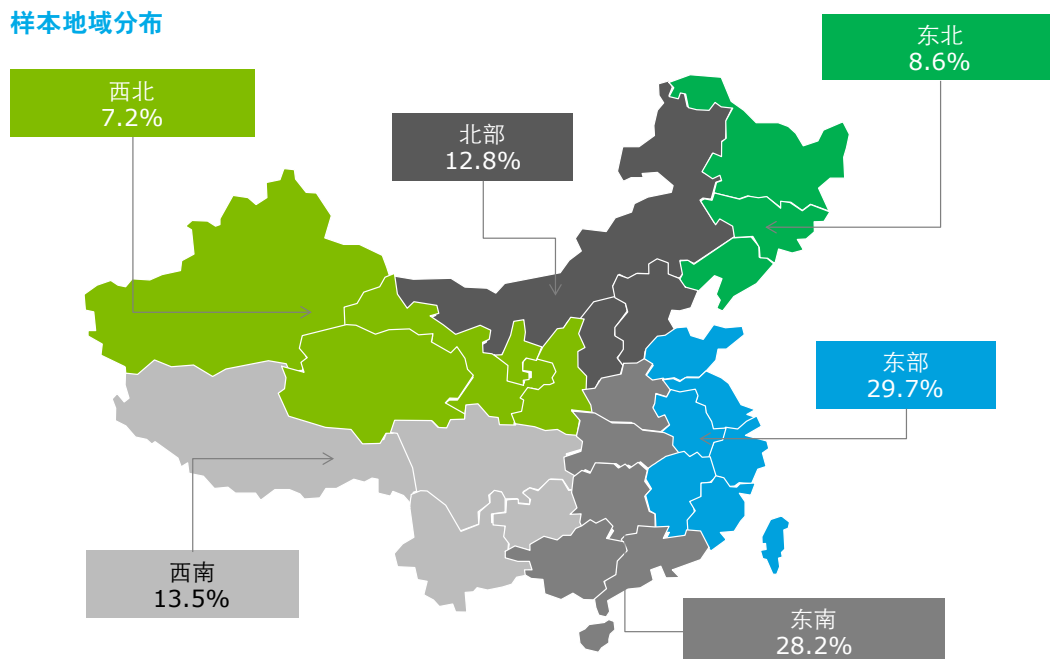 样本地域分布
东北
8.6%
西北
7.2%
北部
12.8%
东部
29.7%
西南
13.5%
东南
28.2%